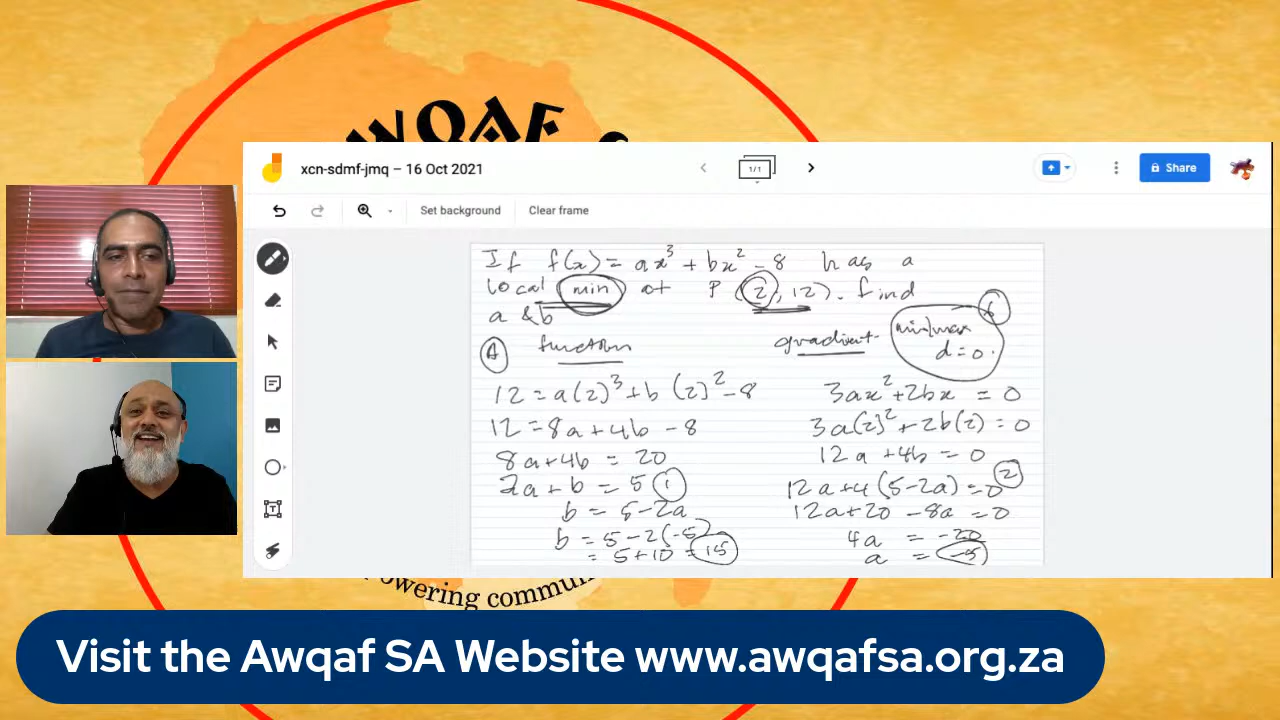 AWQAF S
xcn-sdmf-jmq – 16 Oct 2021
1/1
Share
Set background
Clear frame
If f(x) = ax³ + bx² - 8 has a
local min at P (2, 12). find
a & b
A function
gradient
min/max
d = 0.
12 = a(2)³ + b (2)² - 8
12 = 8a + 4b - 8
8a + 4b = 20
2a + b = 5 1
b = 5 - 2a
b = 5 - 2(-5)
= 5 + 10 = 15
3ax² + 2bx = 0
3a(2)² + 2b(2) = 0
12a + 4b = 0
2
12a + 4(5 - 2a) = 0
12a + 20 - 8a = 0
4a = -20
a = -5
powering commun
Visit the Awqaf SA Website www.awqafsa.org.za